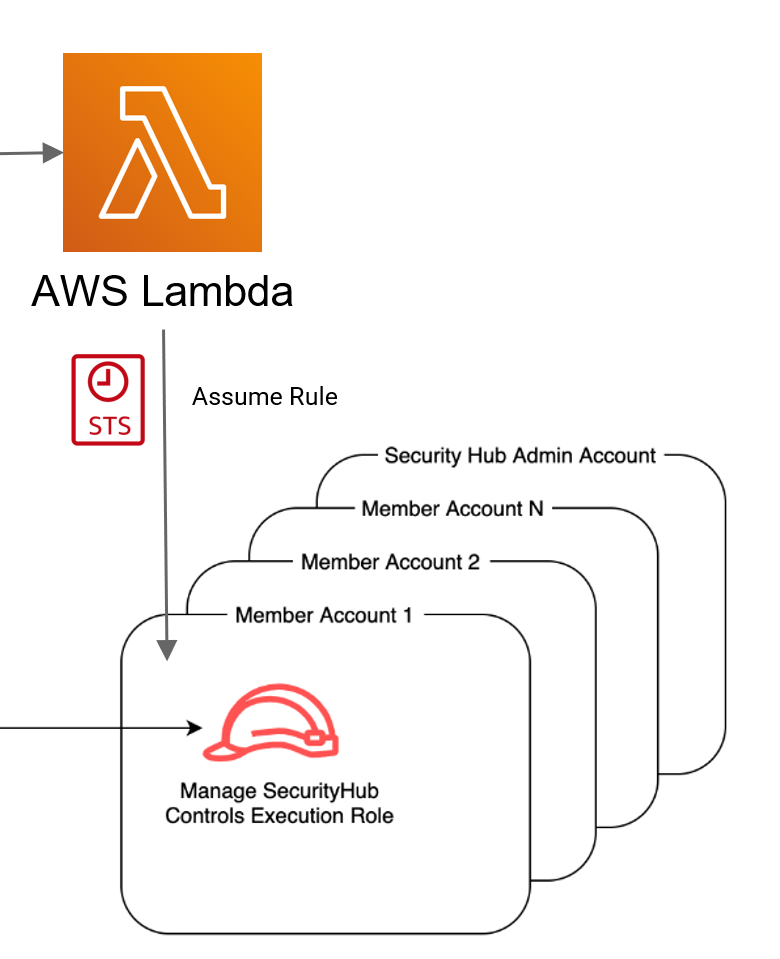 AWS Lambda
STS
Assume Rule
Security Hub Admin Account
Member Account N
Member Account 2
Member Account 1
Manage SecurityHub
Controls Execution Role